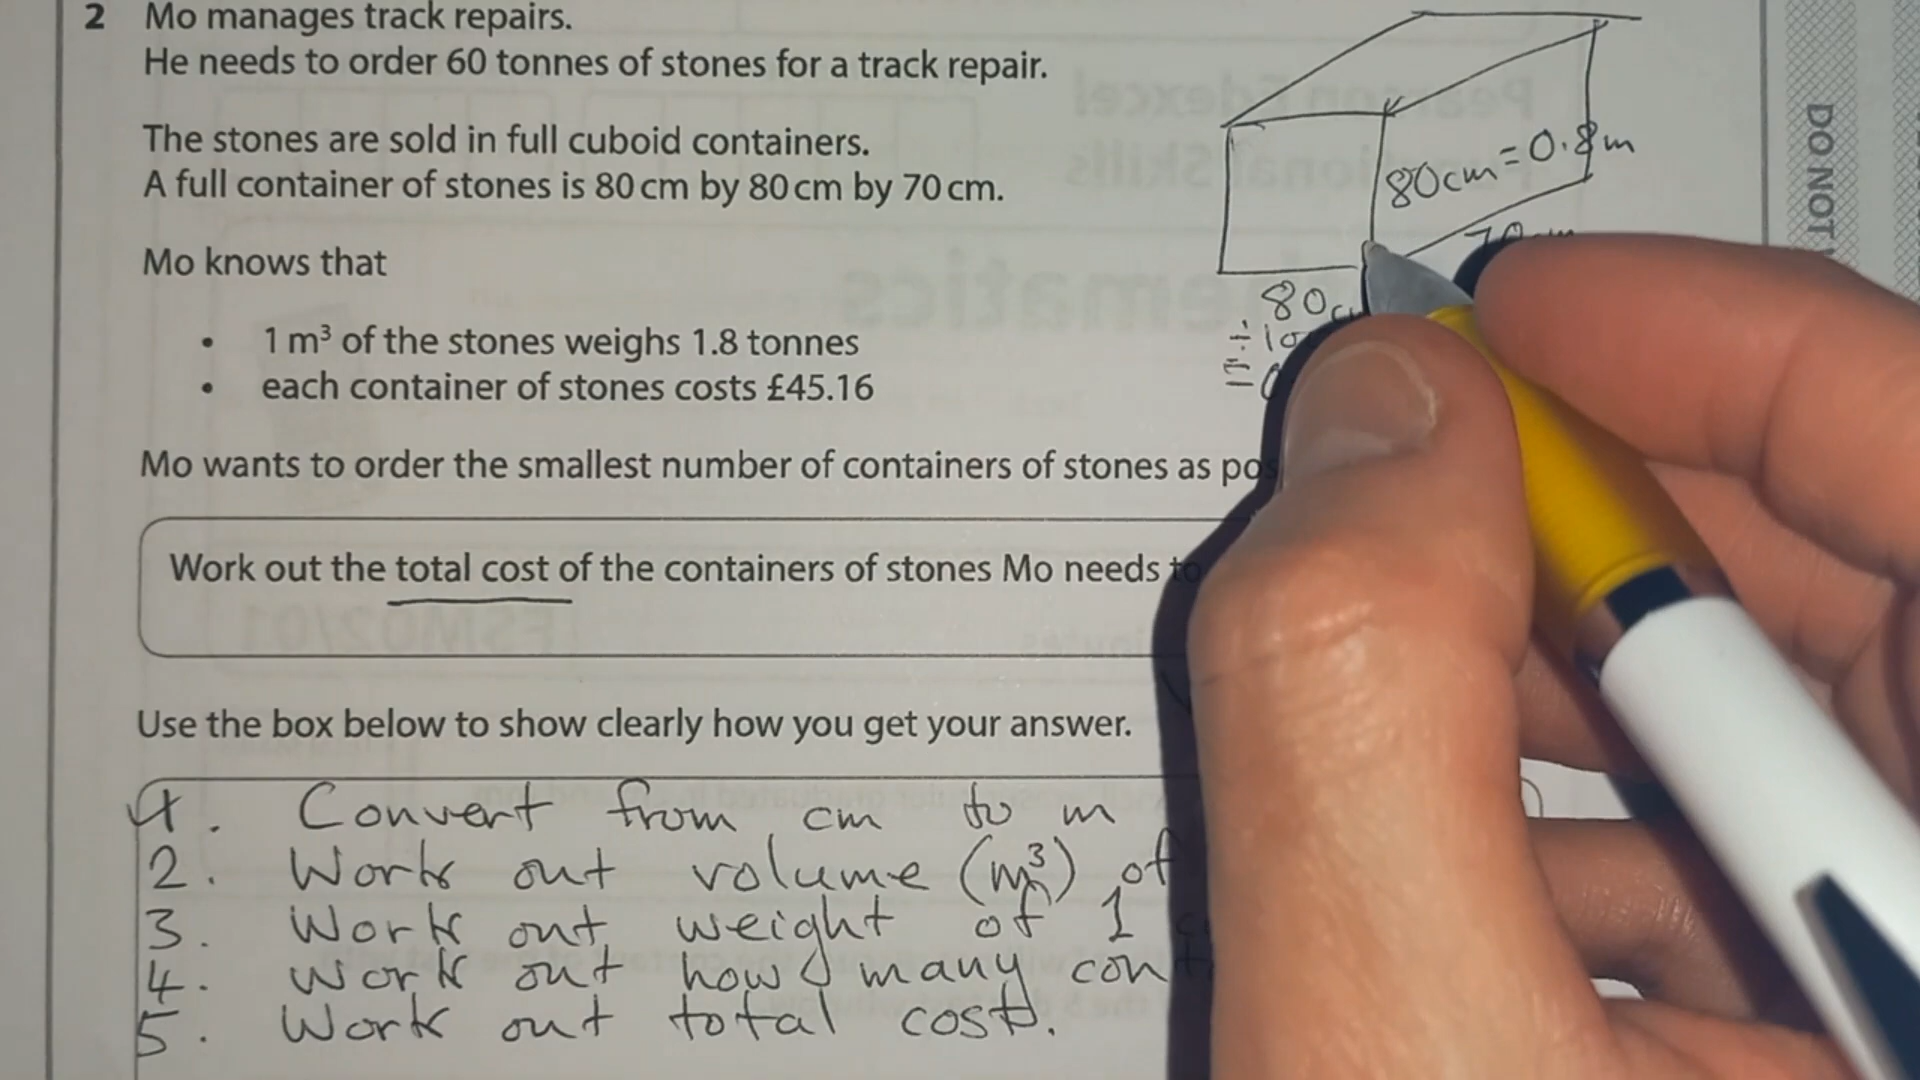 2 Mo manages track repairs.
He needs to order 60 tonnes of stones for a track repair.
The stones are sold in full cuboid containers.
A full container of stones is 80 cm by 80 cm by 70 cm.
80cm = 0.8m
Mo knows that
• 1 m³ of the stones weighs 1.8 tonnes
• each container of stones costs £45.16
Mo wants to order the smallest number of containers of stones as
Work out the total cost of the containers of stones Mo needs to
Use the box below to show clearly how you get your answer.
1. Convert from cm to m
2. Work out volume (m³) of
3. Work out weight of 1
4. Work out how many
5. Work out total cost.
DO NOT
Pearson Edexcel
Functional Skills